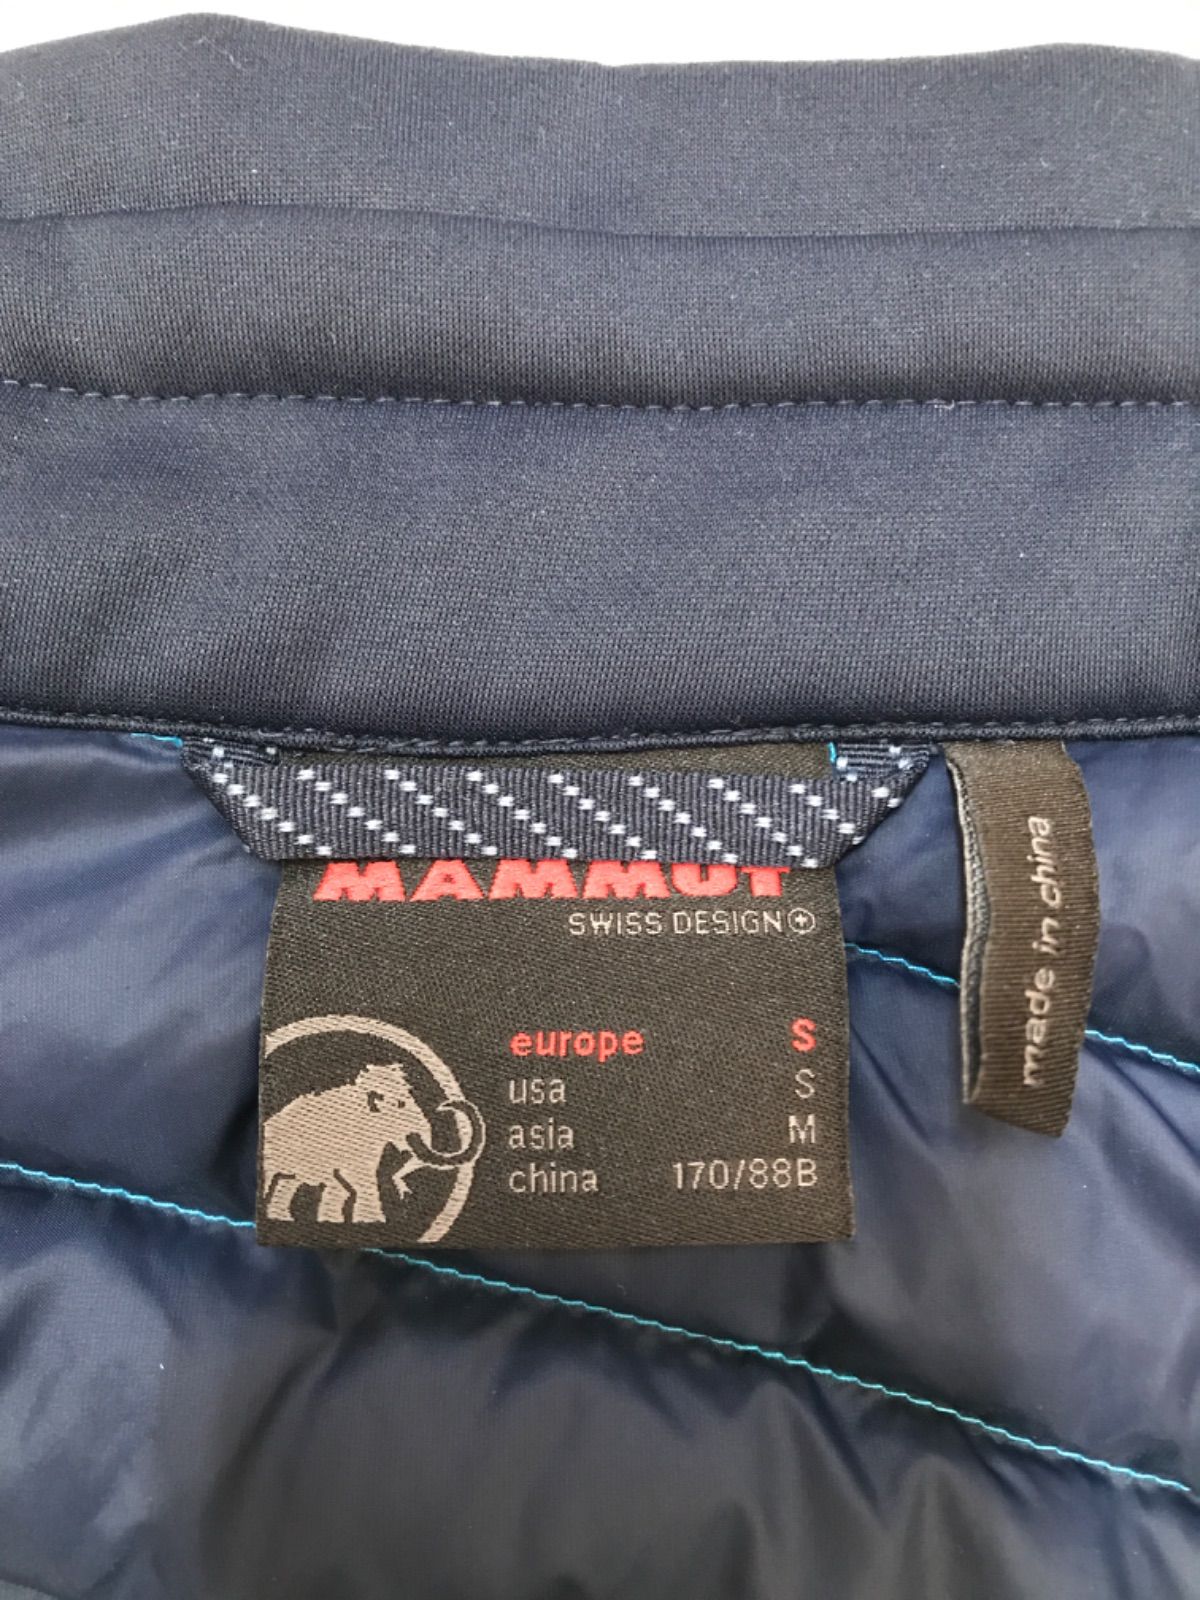 MAMMUT
SWISS DESIGN
europe S
usa S
asia M
china 170/88B
made in china